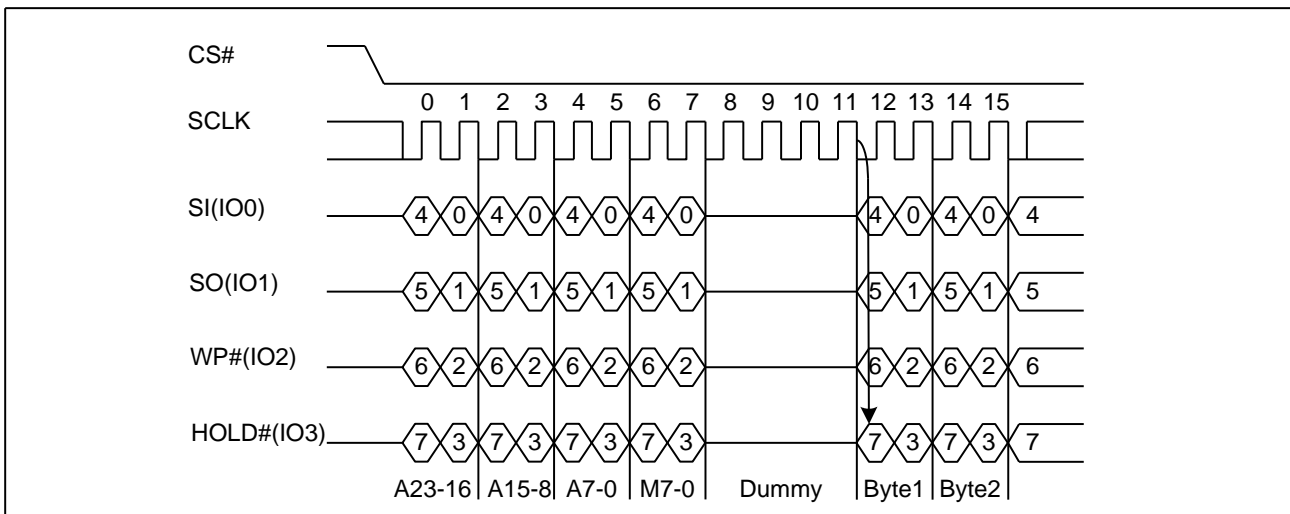 CS#
0 1 2 3 4 5 6 7 8 9 10 11 12 13 14 15
SCLK
SI(IO0) 4 0 4 0 4 0 4 0 4 0 4 0 4
SO(IO1) 5 1 5 1 5 1 5 1 5 1 5 1 5
WP#(IO2) 6 2 6 2 6 2 6 2 6 2 6 2 6
HOLD#(IO3) 7 3 7 3 7 3 7 3 7 3 7 3 7
A23-16 A15-8 A7-0 M7-0 Dummy Byte1 Byte2